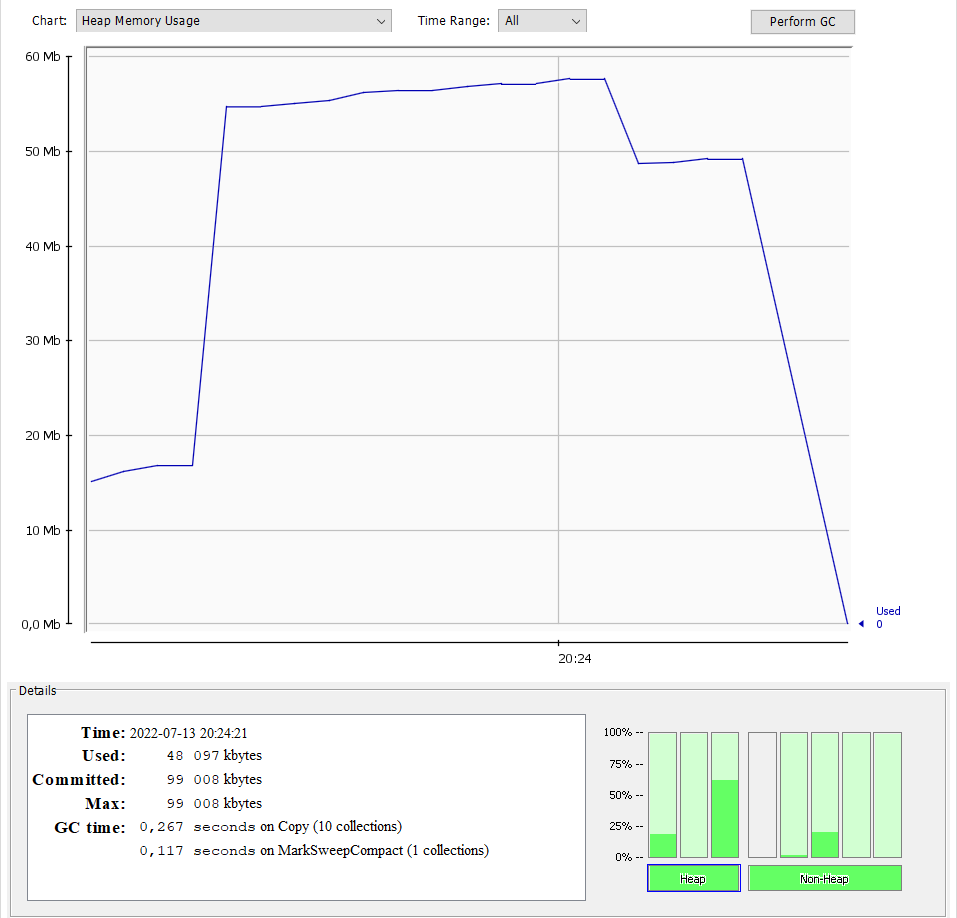 Chart: Heap Memory Usage Time Range: All Perform GC
60 Mb
50 Mb
40 Mb
30 Mb
20 Mb
10 Mb
0,0 Mb
Used
0
20:24
Details
Time: 2022-07-13 20:24:21
Used: 48 097 kbytes
Committed: 99 008 kbytes
Max: 99 008 kbytes
GC time: 0,267 seconds on Copy (10 collections)
0,117 seconds on MarkSweepCompact (1 collections)
100% --
75% --
50% --
25% --
0% --
Heap Non-Heap